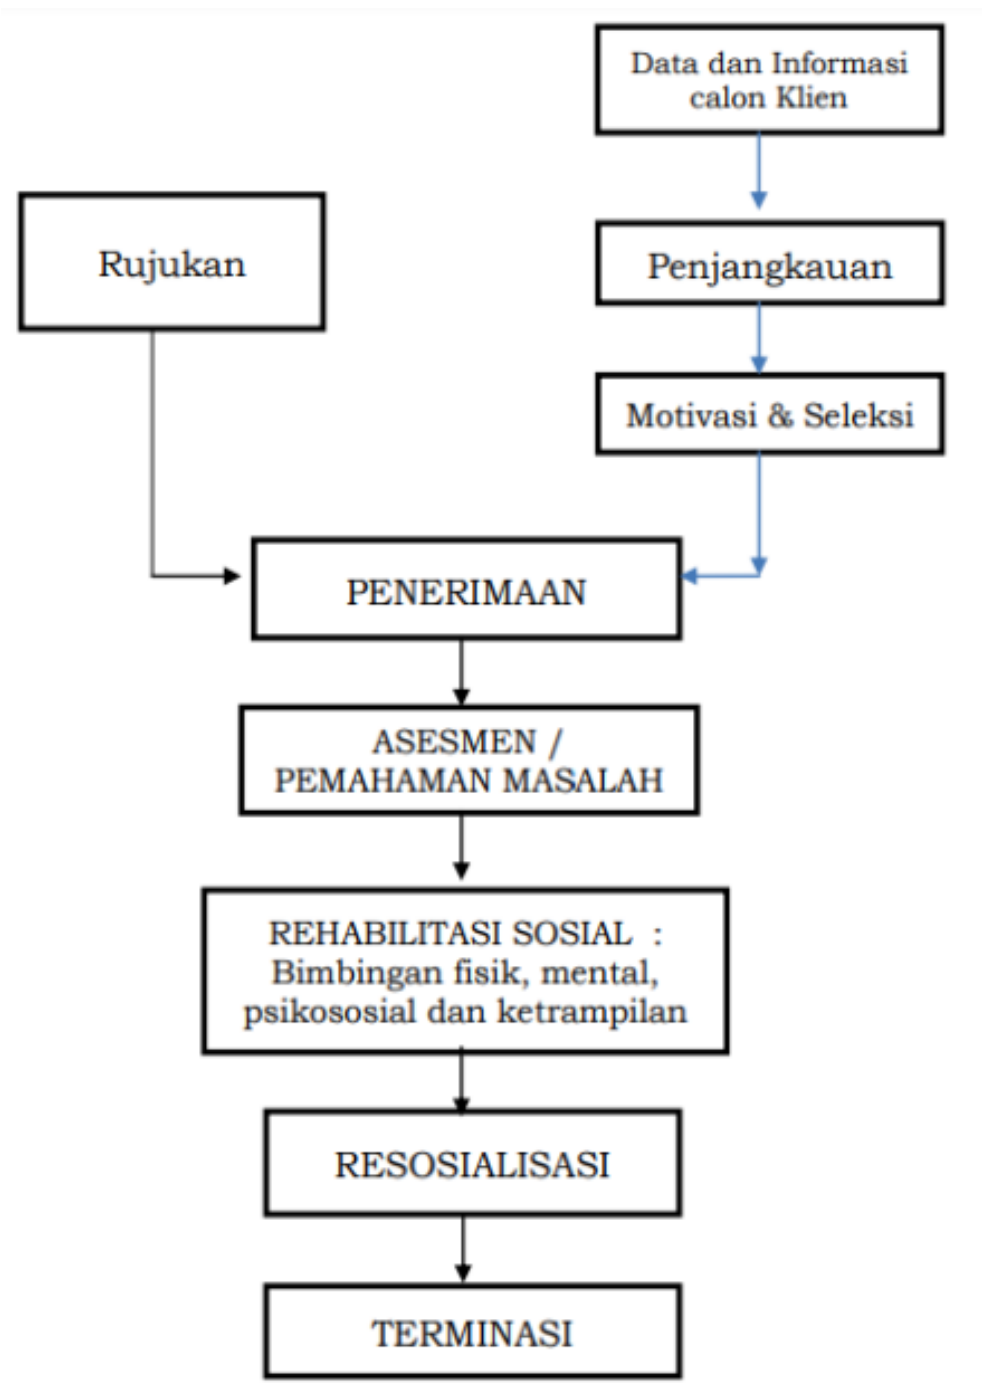 Data dan Informasi
calon Klien
Rujukan
Penjangkauan
Motivasi & Seleksi
PENERIMAAN
ASESMEN /
PEMAHAMAN MASALAH
REHABILITASI SOSIAL :
Bimbingan fisik, mental,
psikososial dan ketrampilan
RESOSIALISASI
TERMINASI